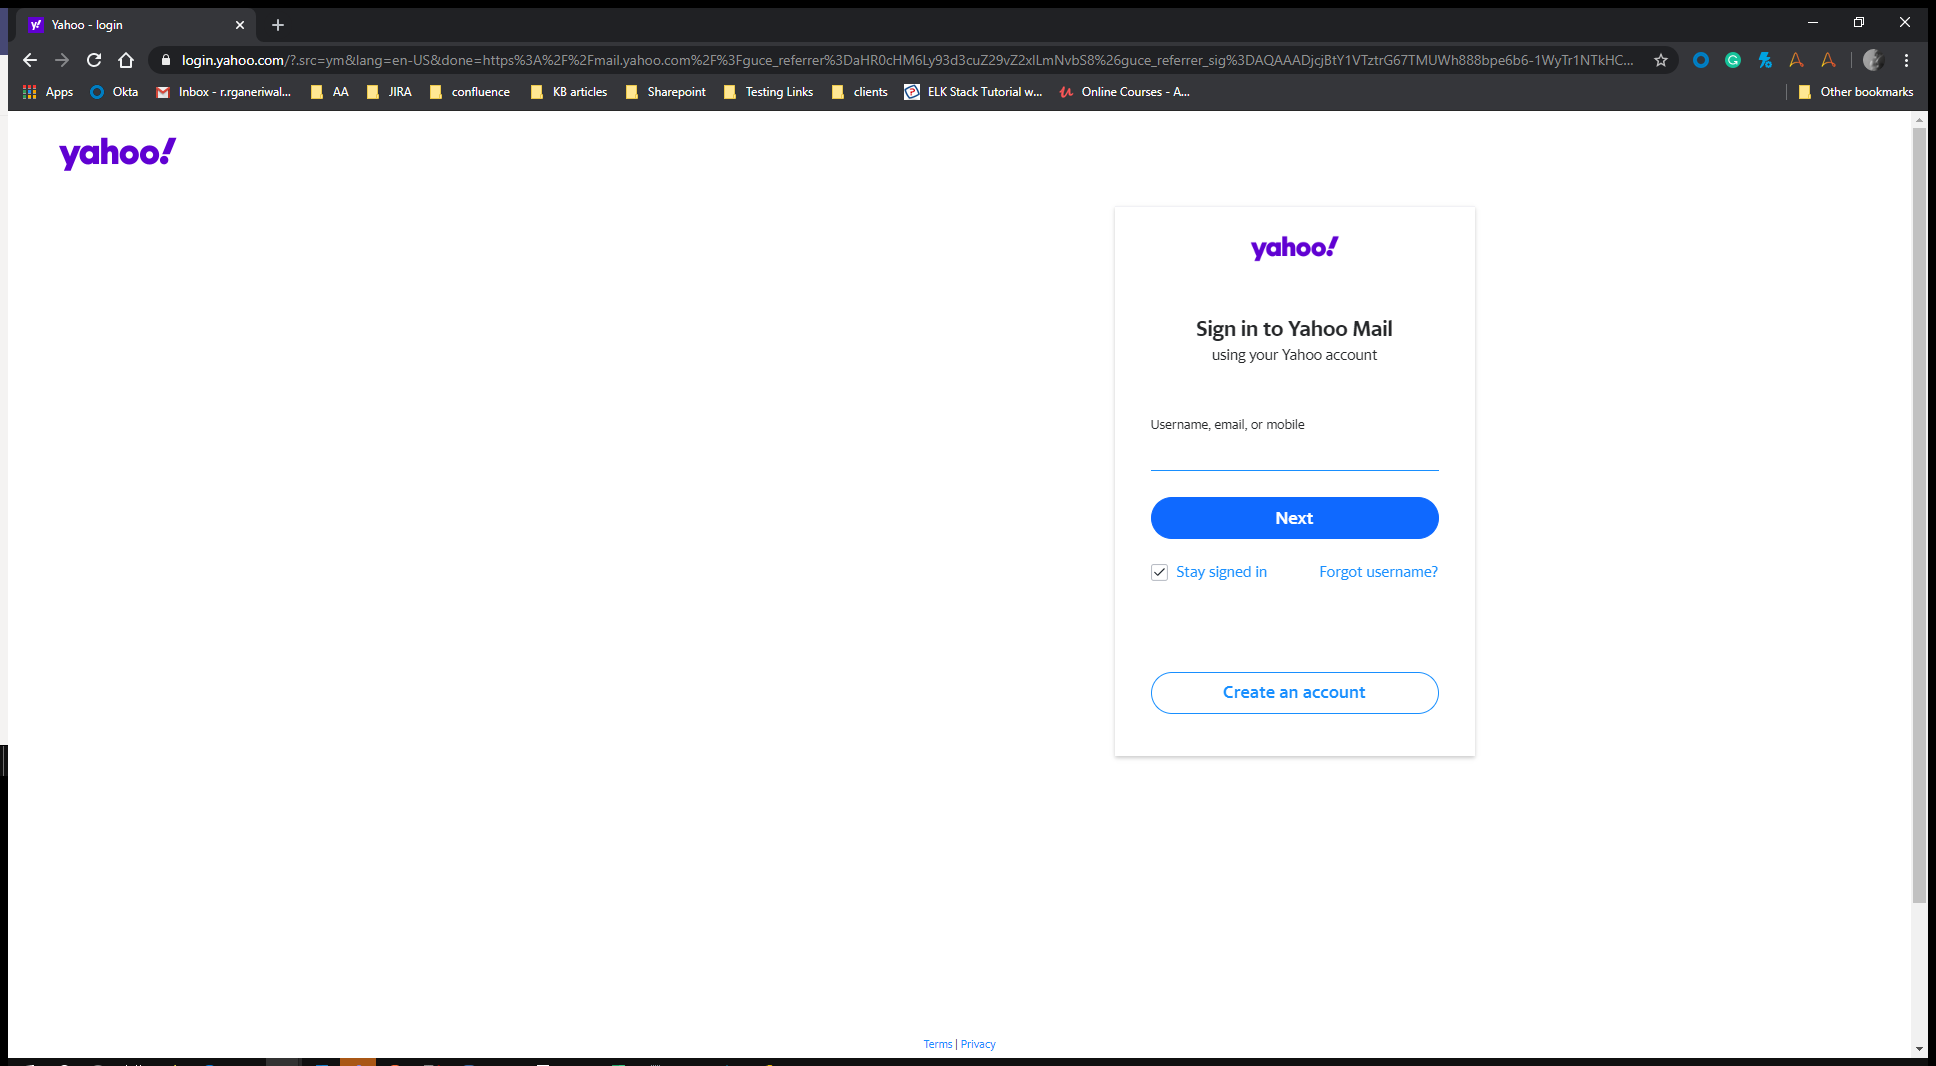 Yahoo - login
login.yahoo.com/?.src=ym&lang=en-US&done=https%3A%2F%2Fmail.yahoo.com%2F%3Fguce_referrer%3DaHR0cHM6Ly93d3cuZ29vZ2xlLmNvbS8%26guce_referrer_sig%3DAQAAADjcjBtY1VTztrG67TMUWh888bpe6b6-1WyTr1NTkHC...
Apps Okta Inbox - r.rganeriwal... AA JIRA confluence KB articles Sharepoint Testing Links clients ELK Stack Tutorial w... Online Courses - A... Other bookmarks
yahoo!
yahoo!
Sign in to Yahoo Mail
using your Yahoo account
Username, email, or mobile
Next
Stay signed in Forgot username?
Create an account
Terms | Privacy